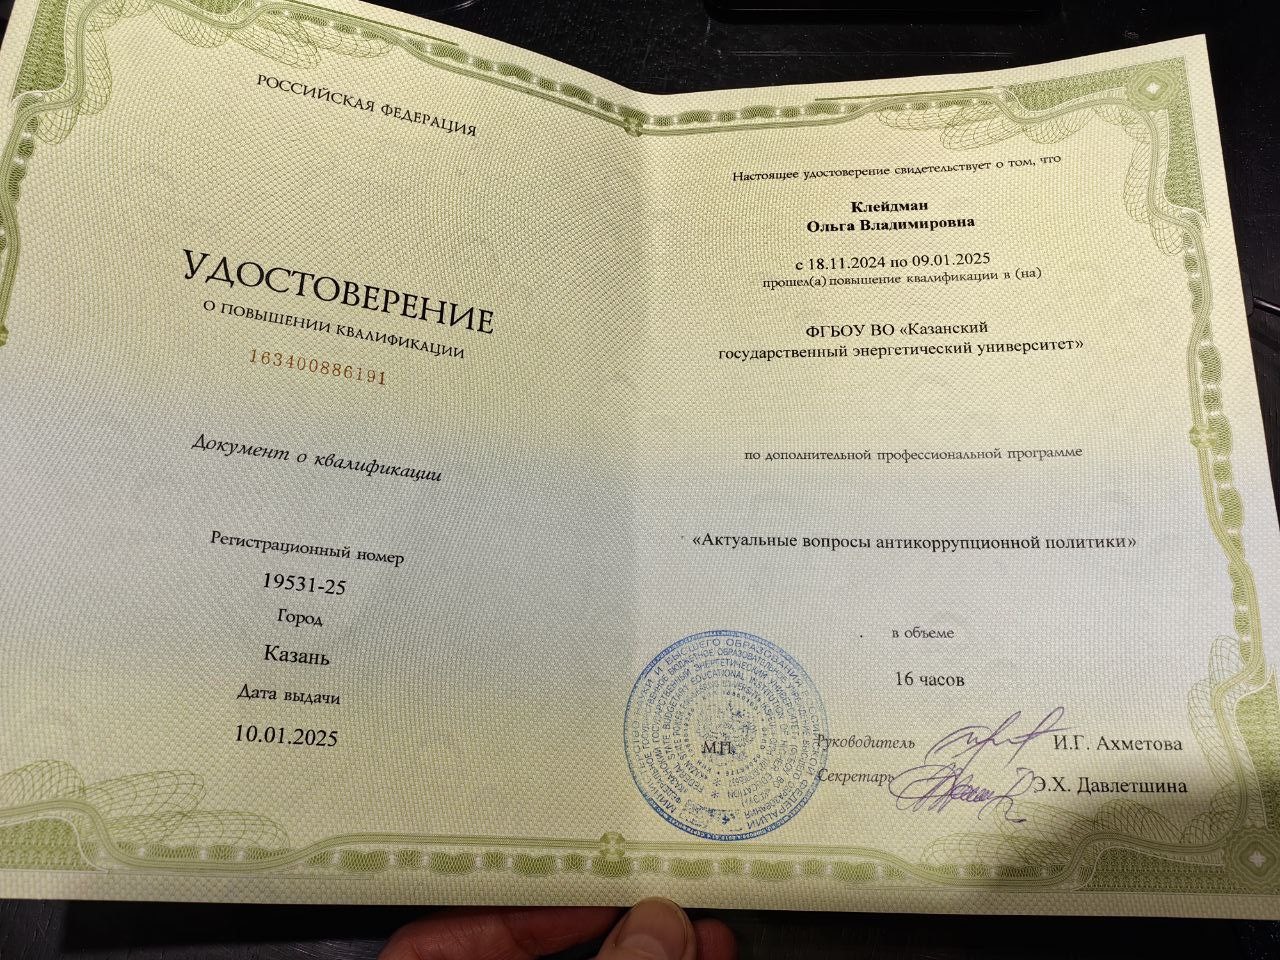 РОССИЙСКАЯ ФЕДЕРАЦИЯ
УДОСТОВЕРЕНИЕ
О ПОВЫШЕНИИ КВАЛИФИКАЦИИ
163400886191
Документ о квалификации
Регистрационный номер
19531-25
Город
Казань
Дата выдачи
10.01.2025
Настоящее удостоверение свидетельствует о том, что
Клейдман
Ольга Владимировна
с 18.11.2024 по 09.01.2025
прошел(а) повышение квалификации в (на)
ФГБОУ ВО «Казанский
государственный энергетический университет»
по дополнительной профессиональной программе
«Актуальные вопросы антикоррупционной политики»
в объеме
16 часов
М.П.
Руководитель
И.Г. Ахметова
Секретарь
Э.Х. Давлетшина